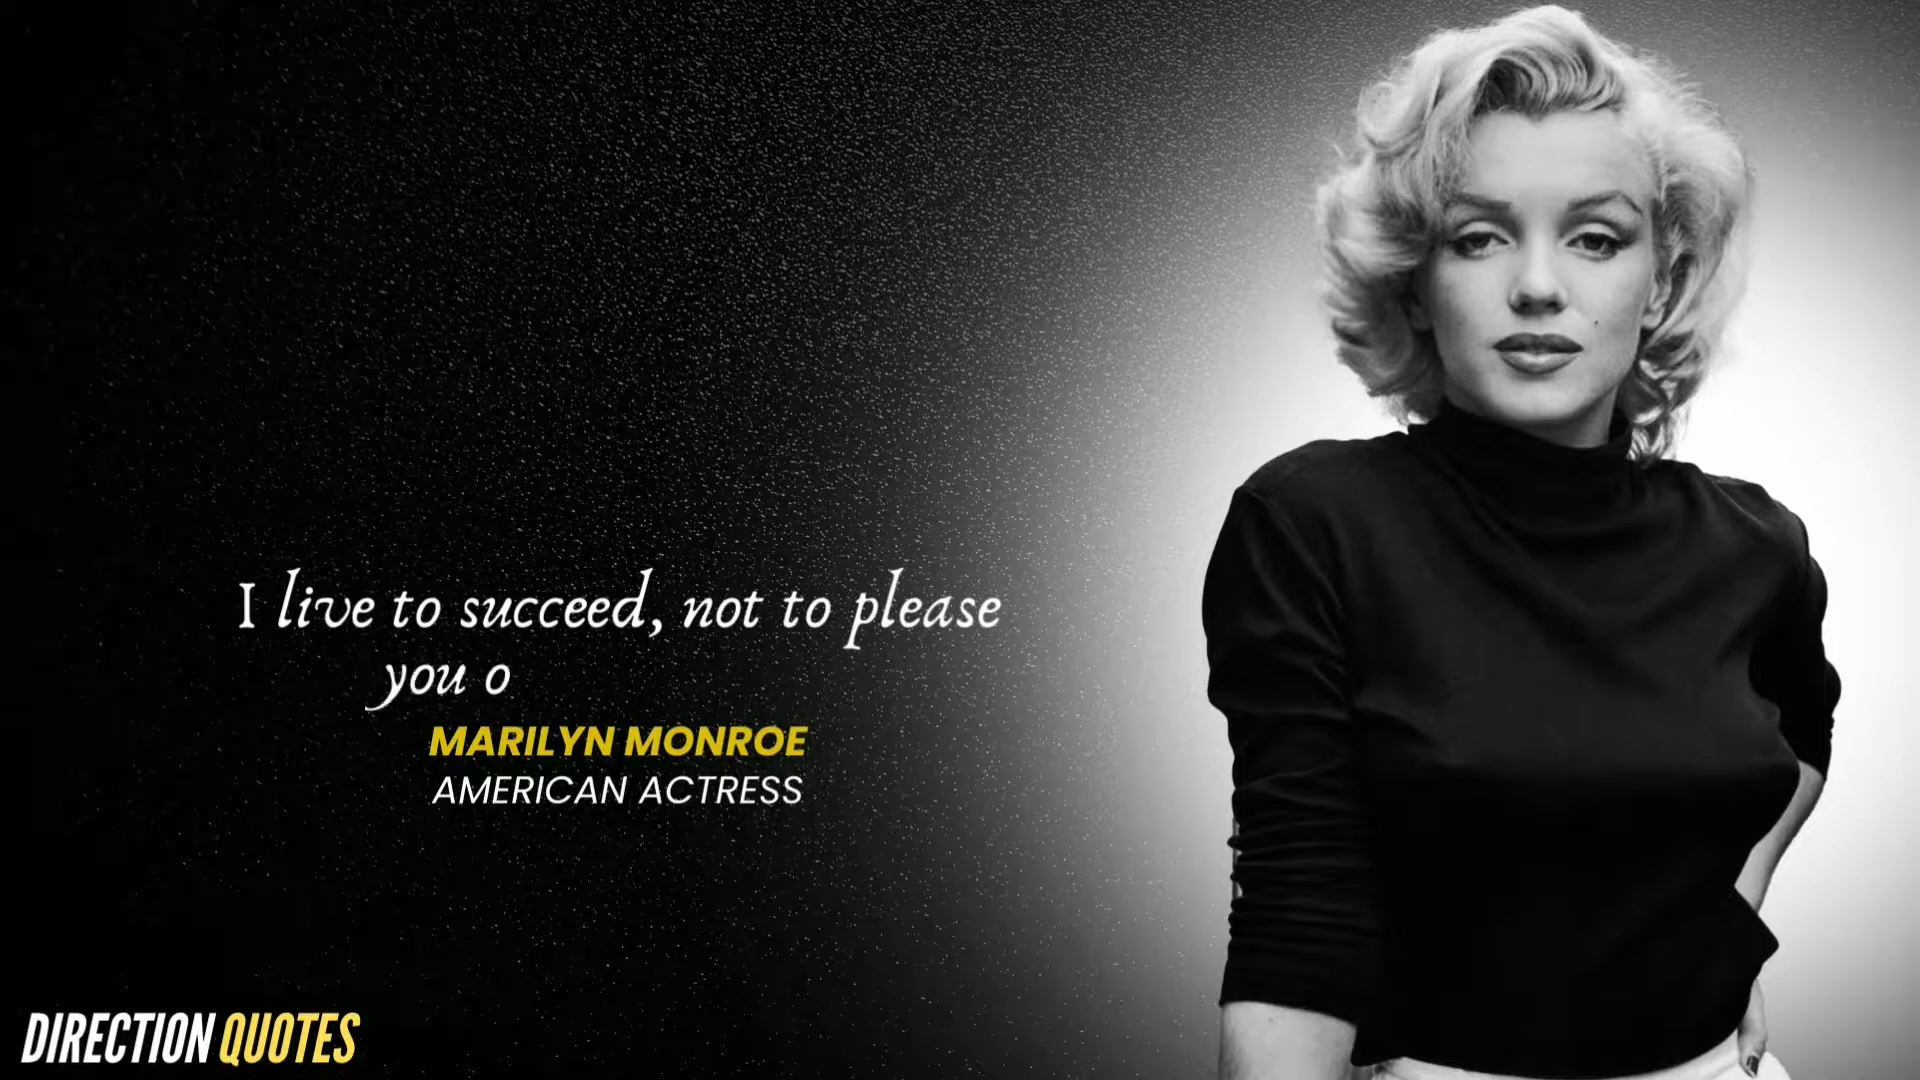 I live to succeed, not to please
you o
MARILYN MONROE
AMERICAN ACTRESS
DIRECTION QUOTES